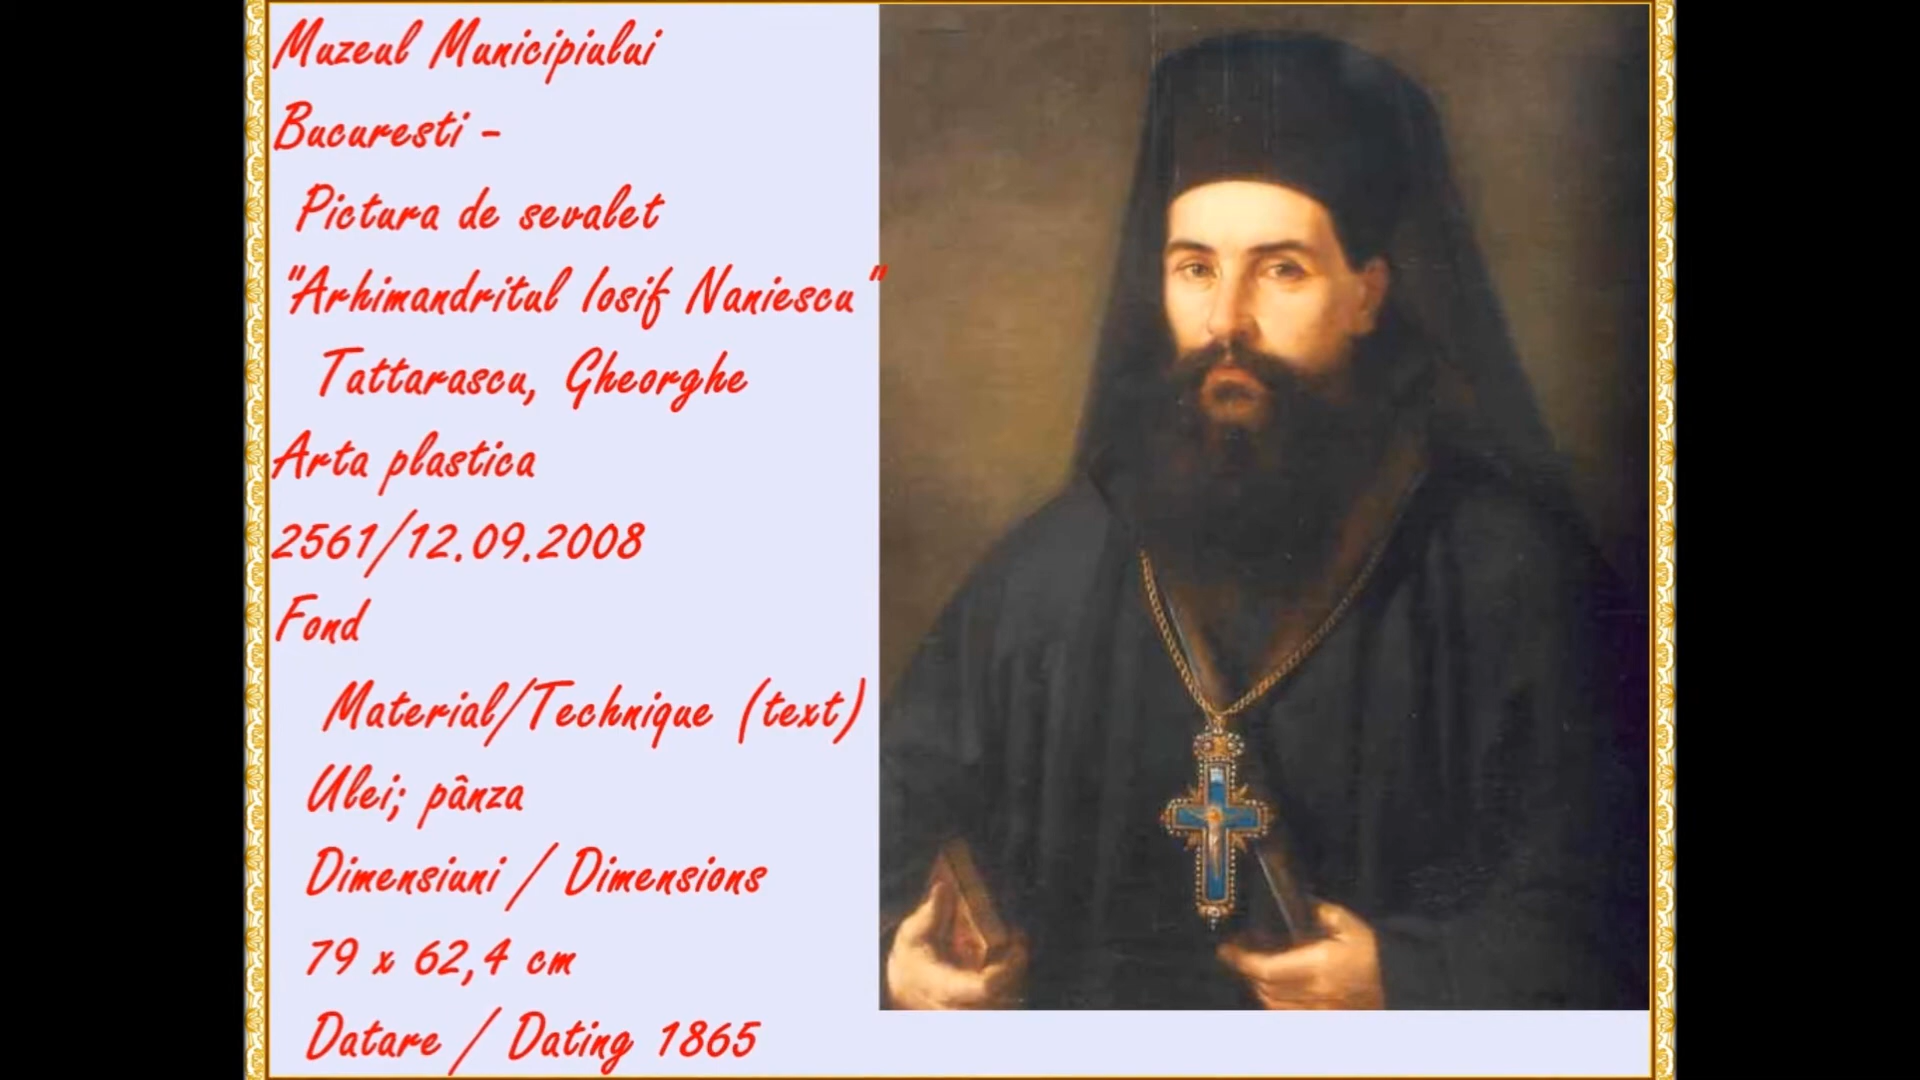 Muzeul Municipiului
Bucuresti -
Pictura de sevalet
"Arhimandritul Iosif Naniescu"
Tattarascu, Gheorghe
Arta plastica
2561/12.09.2008
Fond
Material/Technique (text)
Ulei; pânza
Dimensiuni / Dimensions
79 x 62,4 cm
Datare / Dating 1865